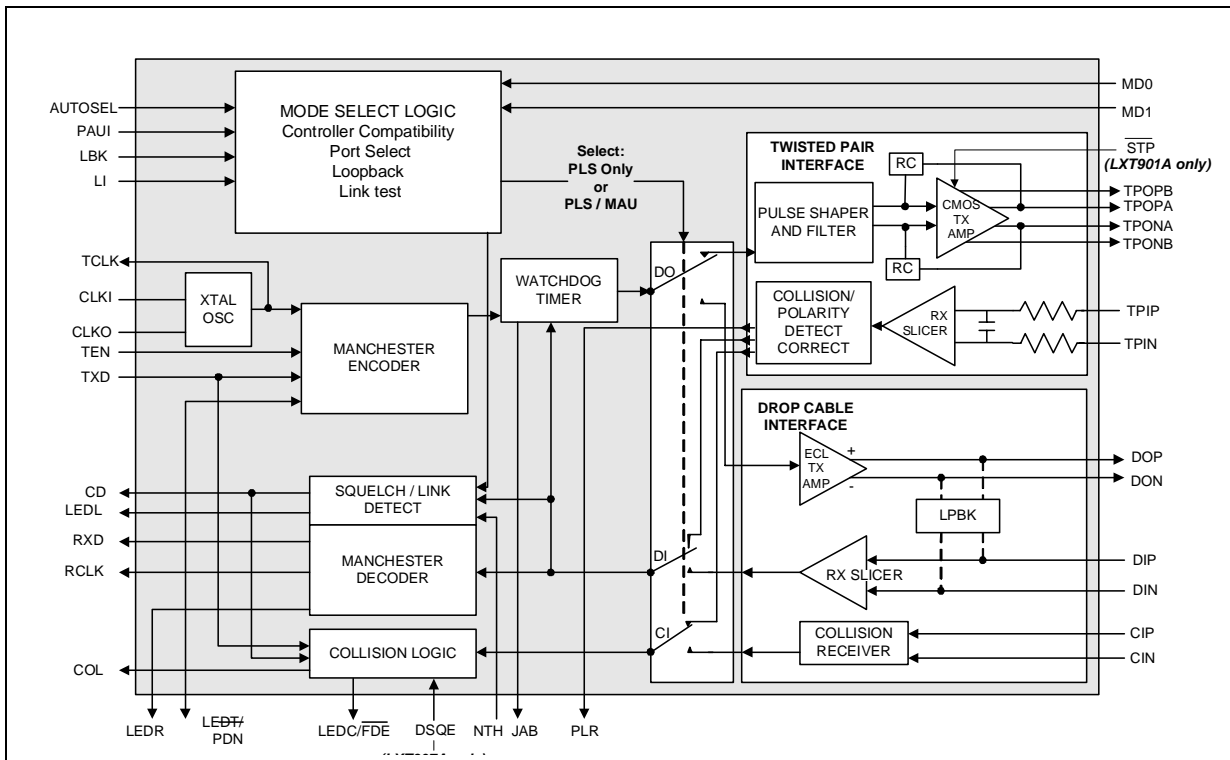 AUTOSEL
PAUI
LBK
LI
MODE SELECT LOGIC
Controller Compatibility
Port Select
Loopback
Link test
MD0
MD1
Select:
PLS Only
or
PLS / MAU
TWISTED PAIR
INTERFACE
STP
(LXT901A only)
RC
PULSE SHAPER
AND FILTER
CMOS
TX
AMP
RC
TPOPB
TPOPA
TPONA
TPONB
TCLK
CLKI
CLKO
TEN
TXD
XTAL
OSC
MANCHESTER
ENCODER
WATCHDOG
TIMER
DO
COLLISION/
POLARITY
DETECT
CORRECT
RX
SLICER
TPIP
TPIN
DROP CABLE
INTERFACE
ECL
TX
AMP
+
-
DOP
DON
LPBK
CD
LEDL
RXD
RCLK
SQUELCH / LINK
DETECT
MANCHESTER
DECODER
DI
RX SLICER
DIP
DIN
CI
COLLISION
RECEIVER
CIP
CIN
COLLISION LOGIC
COL
LEDR
LEDT/
PDN
LEDC/FDE
DSQE
NTH
JAB
PLR